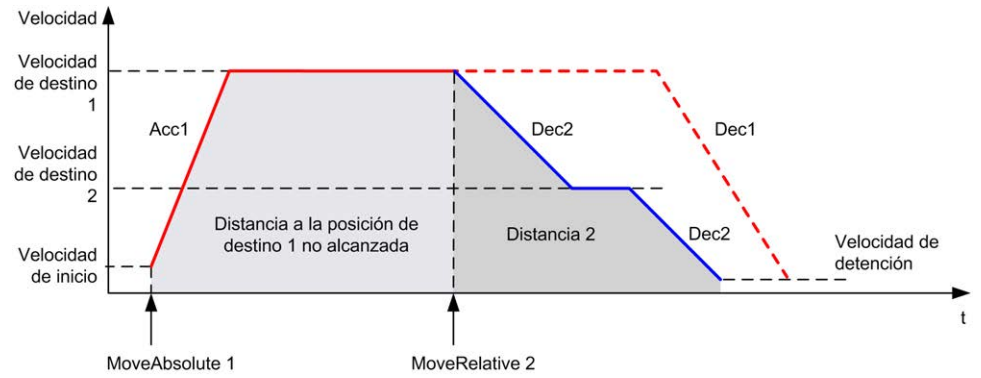 Velocidad
Velocidad
de destino
1
Acc1
Dec2
Dec1
Velocidad
de destino
2
Distancia a la posición de
destino 1 no alcanzada
Distancia 2
Dec2
Velocidad de
detención
Velocidad
de inicio
t
MoveAbsolute 1
MoveRelative 2